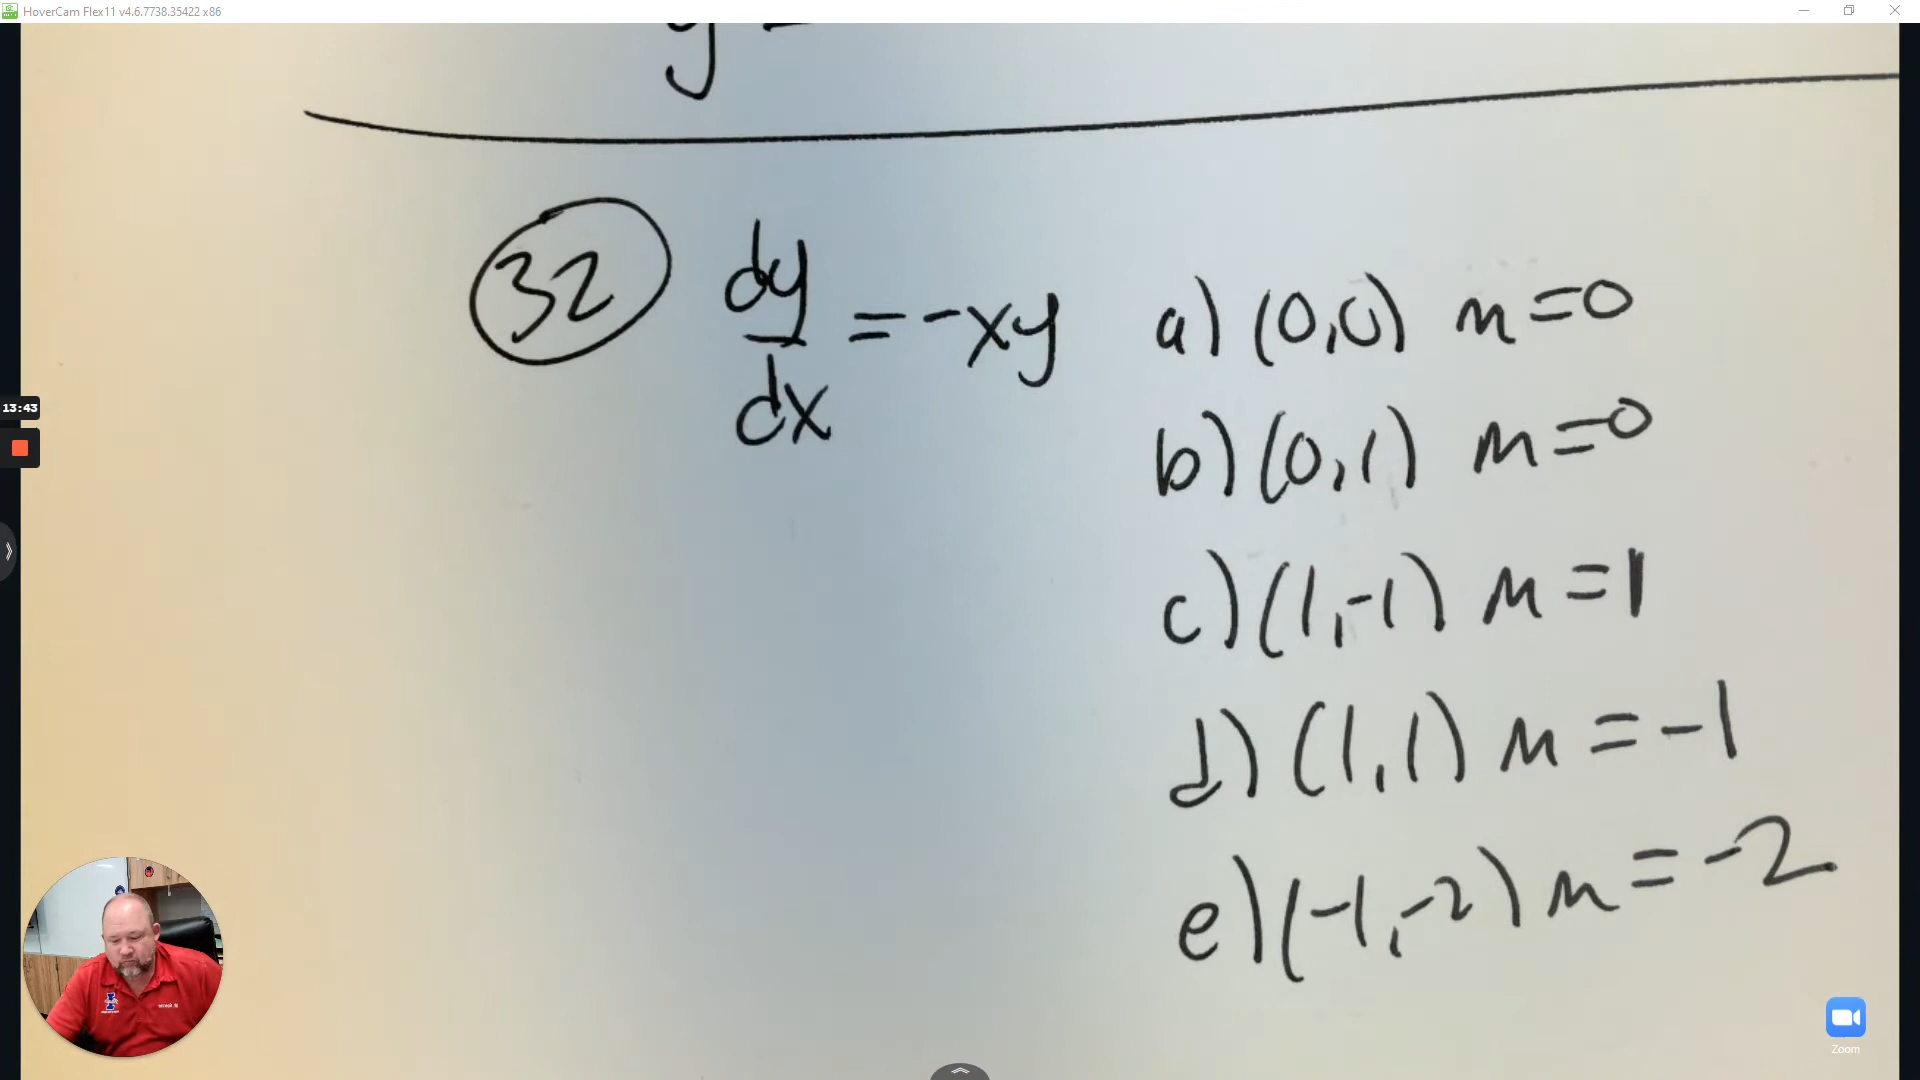 HoverCam Flex11 v4.6.7738.35422 x86
y =
32 dy/dx = -xy
a) (0,0) m=0
b) (0,1) m=0
c) (1,-1) m=1
d) (1,1) m=-1
e) (-1,-2) m=-2
13:43
Zoom